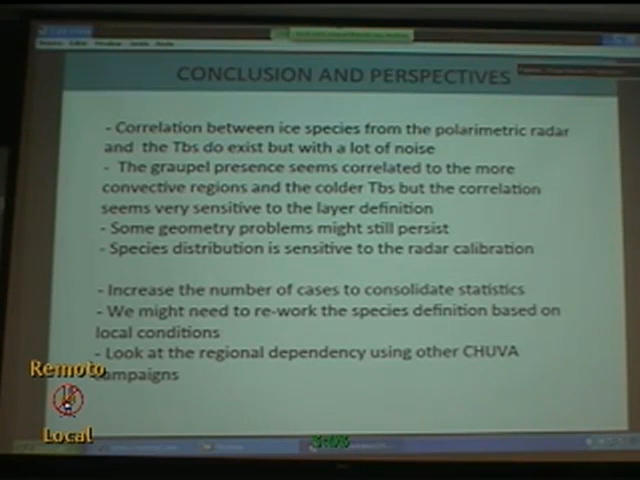 CONCLUSION AND PERSPECTIVES
- Correlation between ice species from the polarimetric radar
and the Tbs do exist but with a lot of noise
- The graupel presence seems correlated to the more
convective regions and the colder Tbs but the correlation
seems very sensitive to the layer definition
- Some geometry problems might still persist
- Species distribution is sensitive to the radar calibration
- Increase the number of cases to consolidate statistics
- We might need to re-work the species definition based on
local conditions
- Look at the regional dependency using other CHUVA
campaigns
Remoto
Local